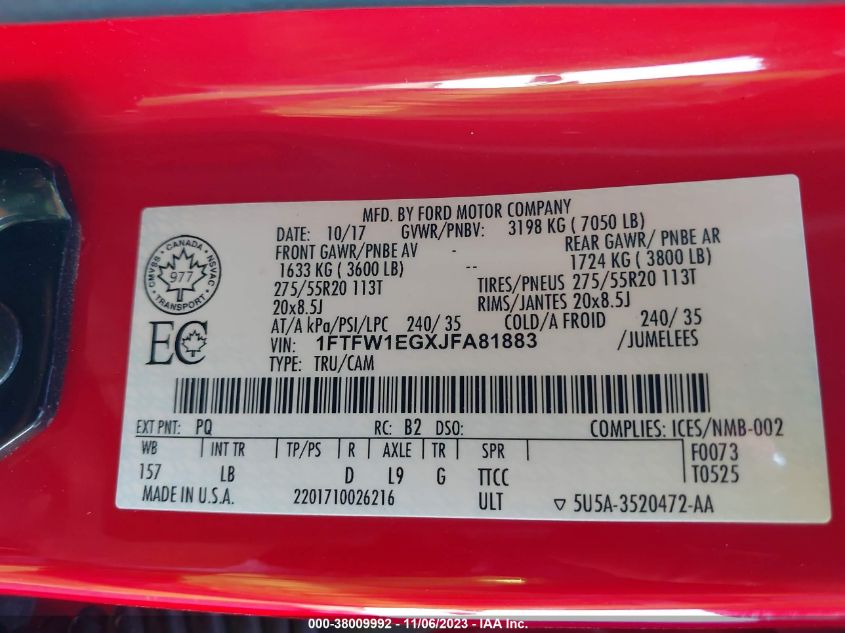 MFD. BY FORD MOTOR COMPANY
DATE: 10/17 GVWR/PNBV: 3198 KG ( 7050 LB)
FRONT GAWR/PNBE AV - REAR GAWR/ PNBE AR
1633 KG ( 3600 LB) -- 1724 KG ( 3800 LB)
275/55R20 113T TIRES/PNEUS 275/55R20 113T
20x8.5J RIMS/JANTES 20x8.5J
AT/A kPa/PSI/LPC 240/ 35 COLD/A FROID 240/ 35
VIN: 1FTFW1EGXJFA81883 /JUMELEES
TYPE: TRU/CAM
CANADA
CMVSS NSVAC
977
TRANSPORT
EC
EXT PNT: PQ RC: B2 DSO: COMPLIES: ICES/NMB-002
WB INT TR TP/PS R AXLE TR SPR F0073
157 LB D L9 G TTCC T0525
MADE IN U.S.A. 2201710026216 ULT ▽ 5U5A-3520472-AA
000-38009992 - 11/06/2023 - IAA Inc.